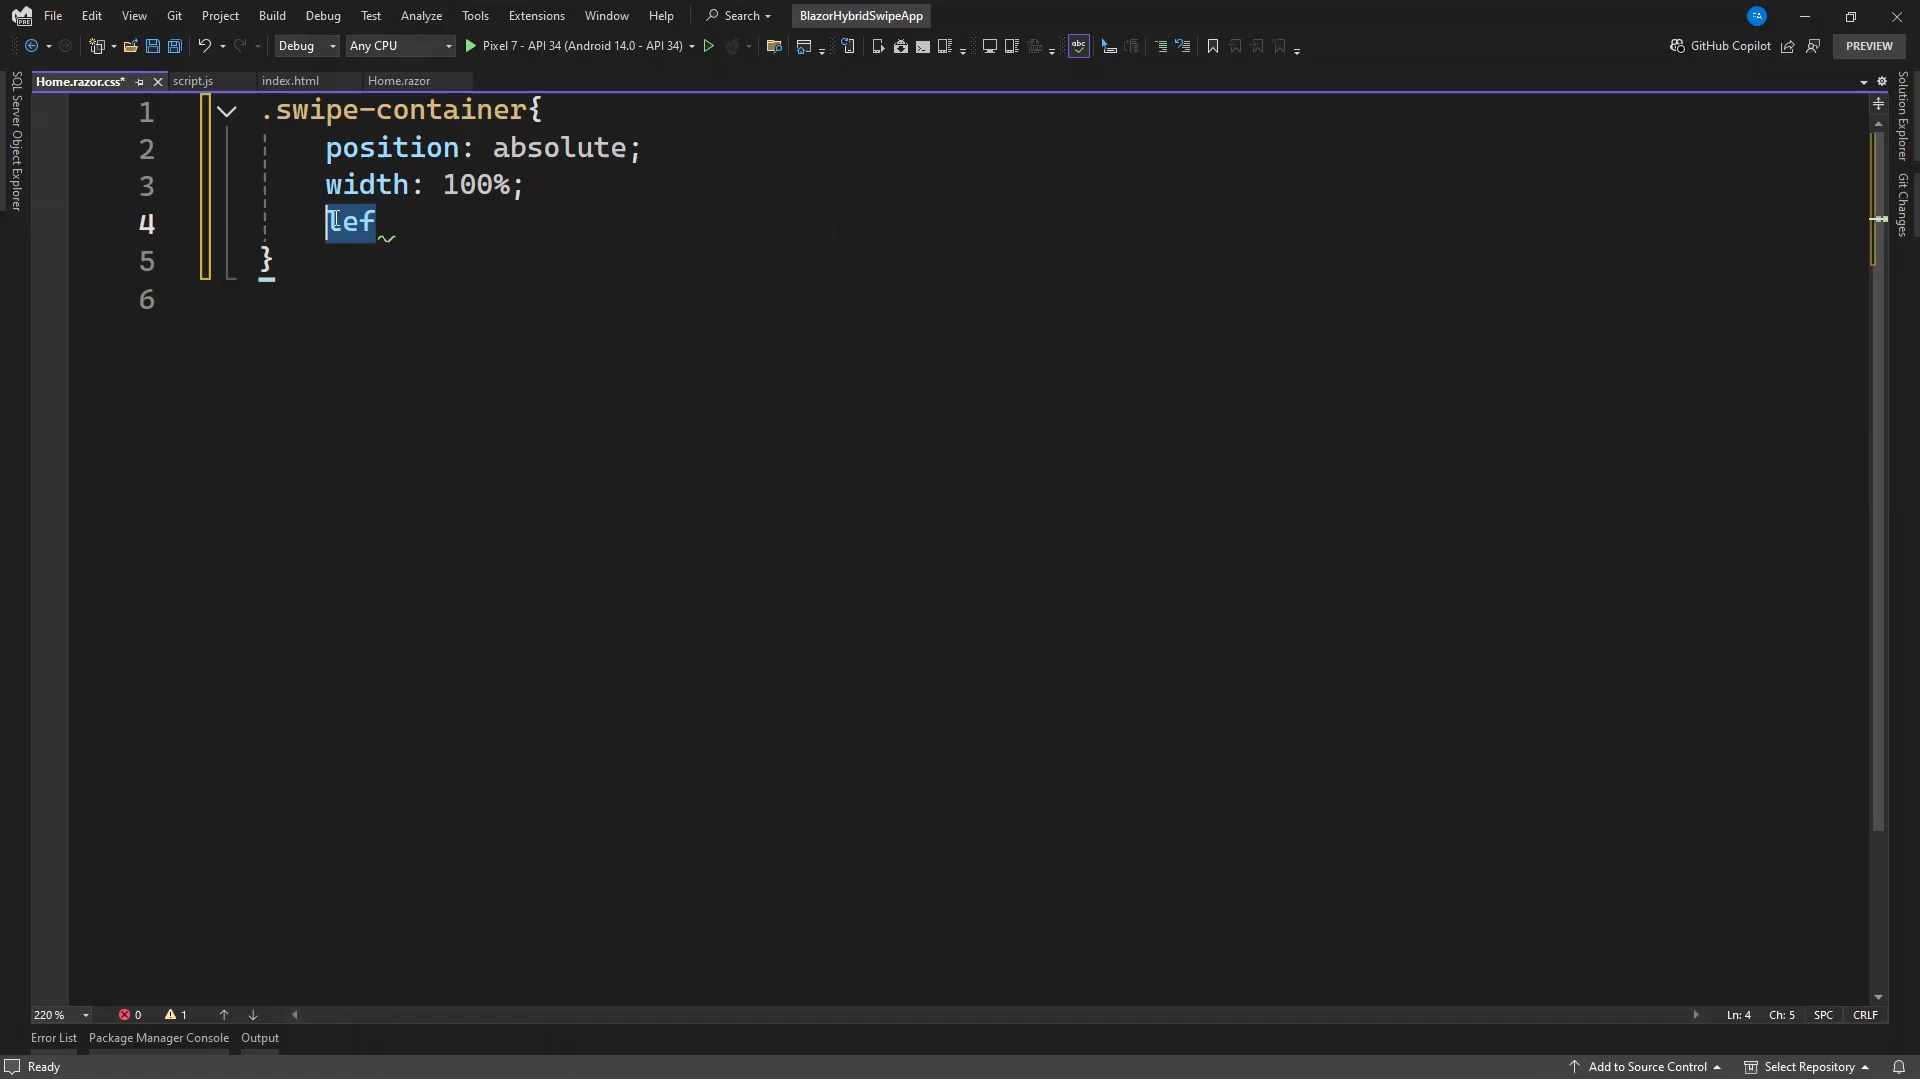 File Edit View Git Project Build Debug Test Analyze Tools Extensions Window Help Search BlazorHybridSwipeApp FA
Debug Any CPU Pixel 7 - API 34 (Android 14.0 - API 34) abc GitHub Copilot PREVIEW
Home.razor.css* script.js index.html Home.razor
SQL Server Object Explorer
Solution Explorer
Git Changes
1 .swipe-container{
2 position: absolute;
3 width: 100%;
4 lef
5 }
6
220 % 0 1 Ln: 4 Ch: 5 SPC CRLF
Error List Package Manager Console Output
Ready Add to Source Control Select Repository